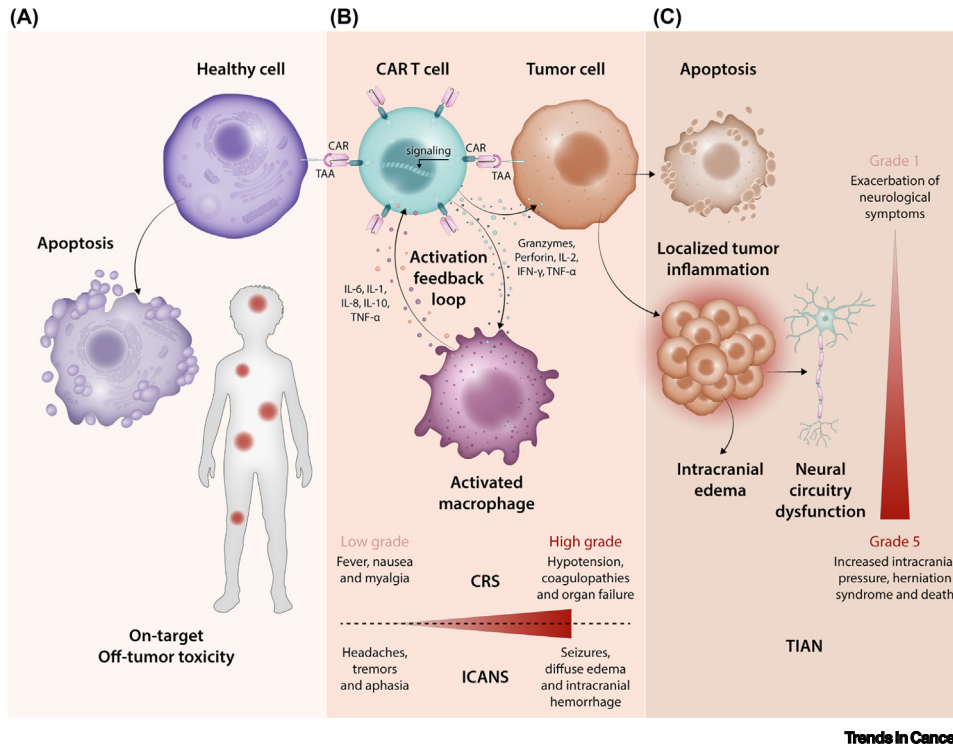 (A)
Healthy cell
CAR
TAA
Apoptosis
On-target
Off-tumor toxicity
(B)
CAR T cell
Tumor cell
signaling
CAR
TAA
Activation
feedback
loop
IL-6, IL-1,
IL-8, IL-10,
TNF-α
Granzymes,
Perforin, IL-2,
IFN-γ, TNF-α
Activated
macrophage
Low grade
Fever, nausea
and myalgia
CRS
High grade
Hypotension,
coagulopathies
and organ failure
Headaches,
tremors
and aphasia
ICANS
Seizures,
diffuse edema
and intracranial
hemorrhage
(C)
Apoptosis
Localized tumor
inflammation
Intracranial
edema
Neural
circuitry
dysfunction
Grade 1
Exacerbation of
neurological
symptoms
Grade 5
Increased intracrania
pressure, herniation
syndrome and death
TIAN
Trends in Cance